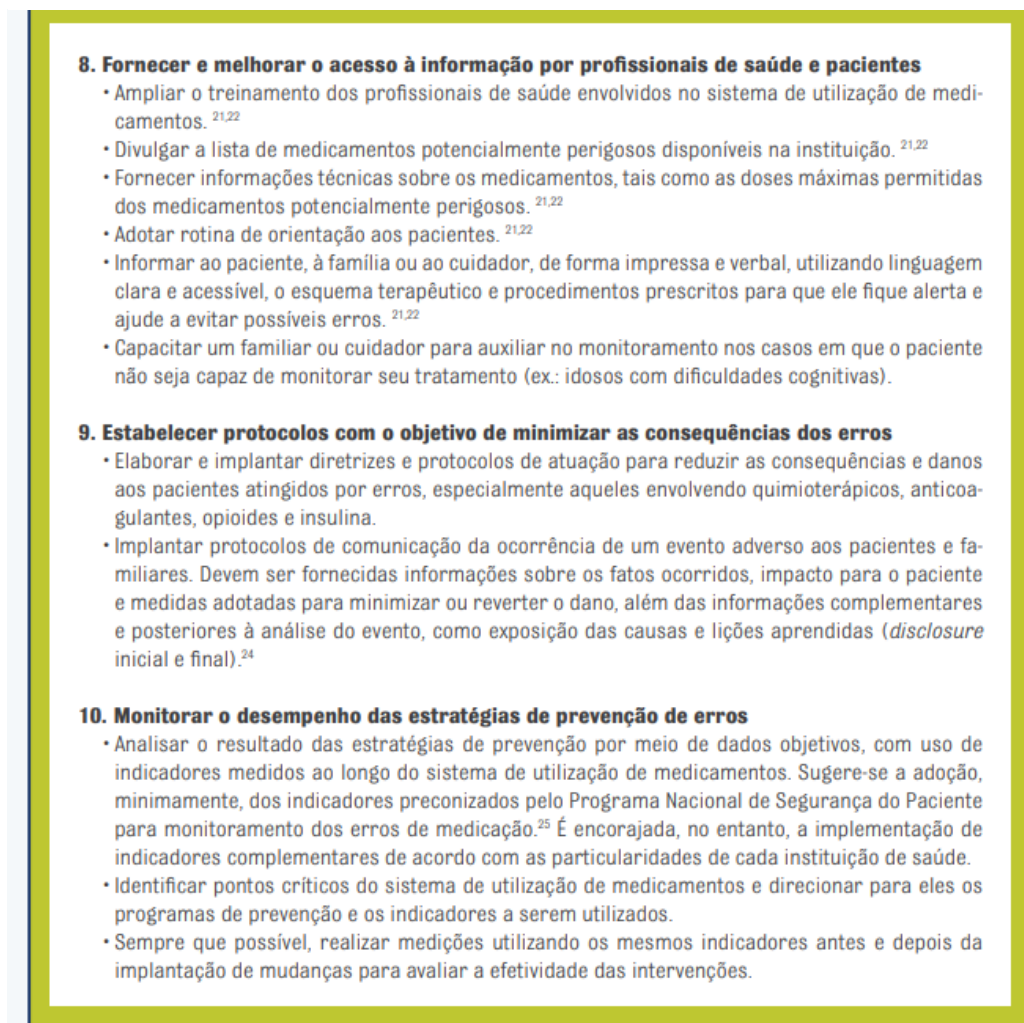 8. Fornecer e melhorar o acesso à informação por profissionais de saúde e pacientes
• Ampliar o treinamento dos profissionais de saúde envolvidos no sistema de utilização de medi-
camentos. 21,22
• Divulgar a lista de medicamentos potencialmente perigosos disponíveis na instituição. 21,22
• Fornecer informações técnicas sobre os medicamentos, tais como as doses máximas permitidas
dos medicamentos potencialmente perigosos. 21,22
• Adotar rotina de orientação aos pacientes. 21,22
• Informar ao paciente, à família ou ao cuidador, de forma impressa e verbal, utilizando linguagem
clara e acessível, o esquema terapêutico e procedimentos prescritos para que ele fique alerta e
ajude a evitar possíveis erros. 21,22
• Capacitar um familiar ou cuidador para auxiliar no monitoramento nos casos em que o paciente
não seja capaz de monitorar seu tratamento (ex.: idosos com dificuldades cognitivas).
9. Estabelecer protocolos com o objetivo de minimizar as consequências dos erros
• Elaborar e implantar diretrizes e protocolos de atuação para reduzir as consequências e danos
aos pacientes atingidos por erros, especialmente aqueles envolvendo quimioterápicos, anticoa-
gulantes, opioides e insulina.
• Implantar protocolos de comunicação da ocorrência de um evento adverso aos pacientes e fa-
miliares. Devem ser fornecidas informações sobre os fatos ocorridos, impacto para o paciente
e medidas adotadas para minimizar ou reverter o dano, além das informações complementares
e posteriores à análise do evento, como exposição das causas e lições aprendidas (disclosure
inicial e final).24
10. Monitorar o desempenho das estratégias de prevenção de erros
• Analisar o resultado das estratégias de prevenção por meio de dados objetivos, com uso de
indicadores medidos ao longo do sistema de utilização de medicamentos. Sugere-se a adoção,
minimamente, dos indicadores preconizados pelo Programa Nacional de Segurança do Paciente
para monitoramento dos erros de medicação.25 É encorajada, no entanto, a implementação de
indicadores complementares de acordo com as particularidades de cada instituição de saúde.
• Identificar pontos críticos do sistema de utilização de medicamentos e direcionar para eles os
programas de prevenção e os indicadores a serem utilizados.
• Sempre que possível, realizar medições utilizando os mesmos indicadores antes e depois da
implantação de mudanças para avaliar a efetividade das intervenções.